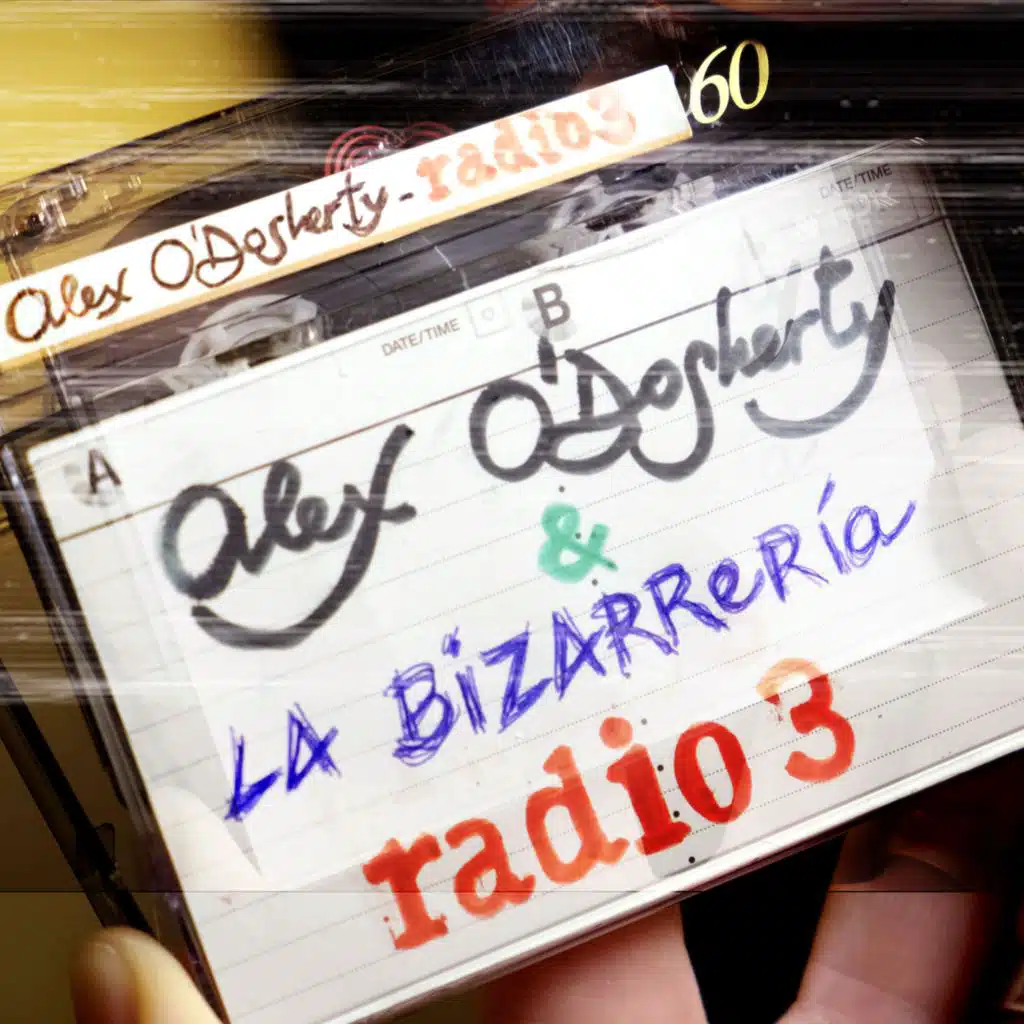 60
Alex O'Dogherty - radio3
DATE/TIME
DATE/TIME
B
A
Alex O'Dogherty
&
LA BiZARReRía
radio 3